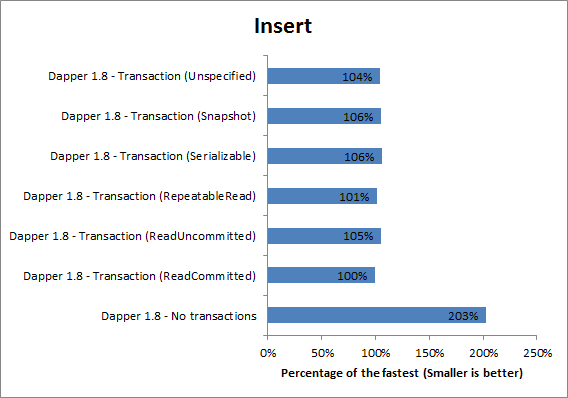 Insert
Dapper 1.8 - Transaction (Unspecified) 104%
Dapper 1.8 - Transaction (Snapshot) 106%
Dapper 1.8 - Transaction (Serializable) 106%
Dapper 1.8 - Transaction (RepeatableRead) 101%
Dapper 1.8 - Transaction (ReadUncommitted) 105%
Dapper 1.8 - Transaction (ReadCommitted) 100%
Dapper 1.8 - No transactions 203%
0% 50% 100% 150% 200% 250%
Percentage of the fastest (Smaller is better)